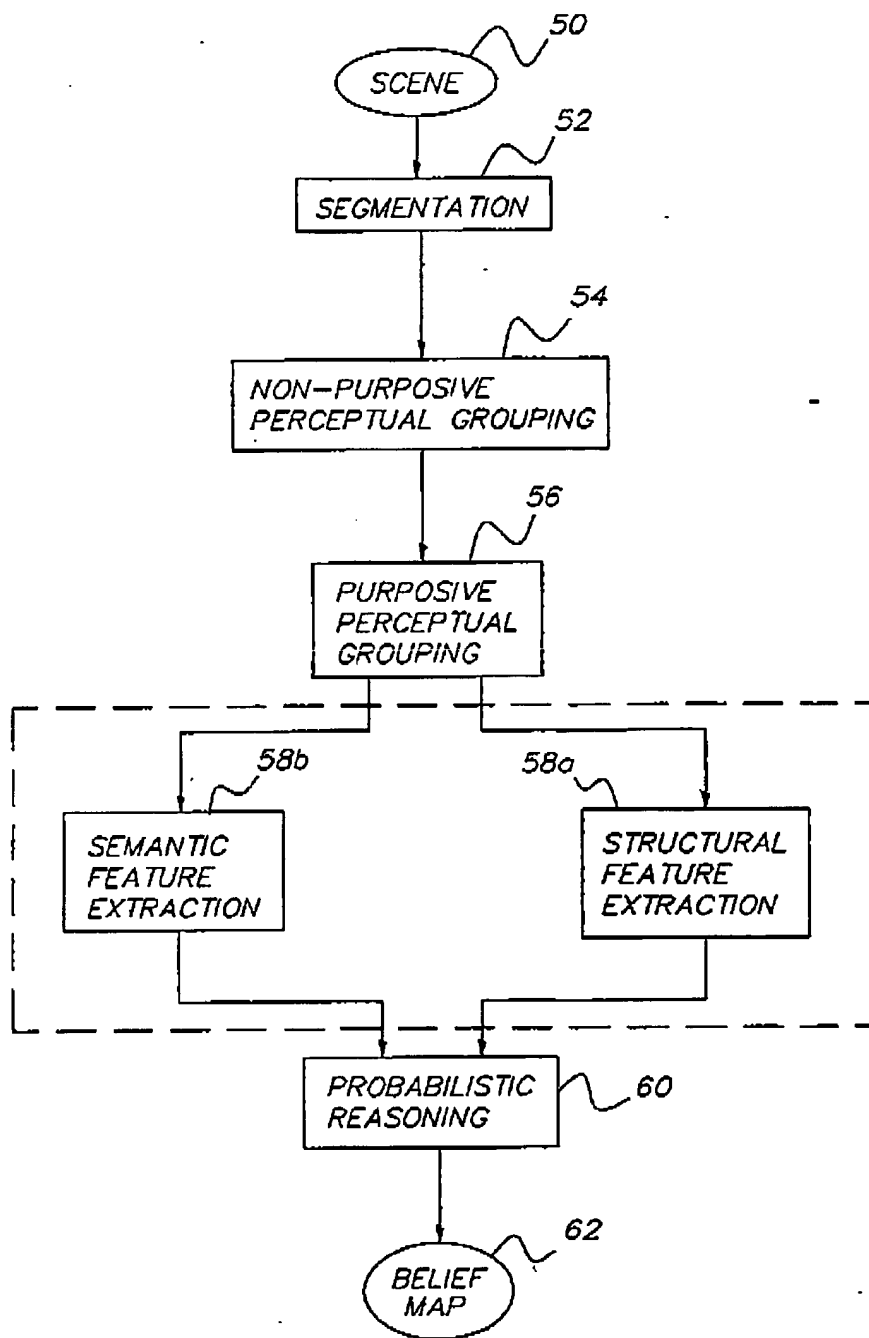 50
SCENE
52
SEGMENTATION
54
NON-PURPOSIVE
PERCEPTUAL GROUPING
56
PURPOSIVE
PERCEPTUAL
GROUPING
58b
SEMANTIC
FEATURE
EXTRACTION
58a
STRUCTURAL
FEATURE
EXTRACTION
PROBABILISTIC
REASONING
60
62
BELIEF
MAP